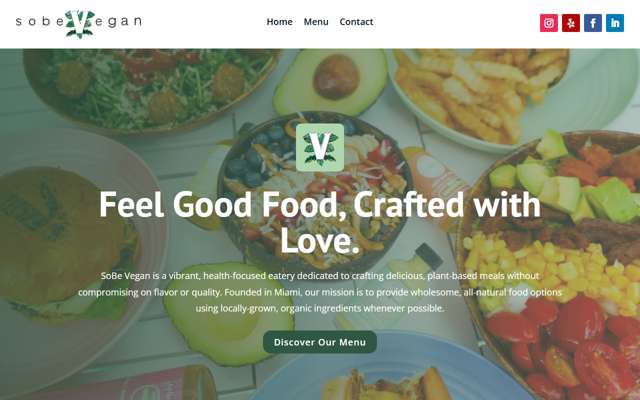 sobeVegan
Home Menu Contact
V
Feel Good Food, Crafted with
Love.
SoBe Vegan is a vibrant, health-focused eatery dedicated to crafting delicious, plant-based meals without
compromising on flavor or quality. Founded in Miami, our mission is to provide wholesome, all-natural food options
using locally-grown, organic ingredients whenever possible.
Discover Our Menu